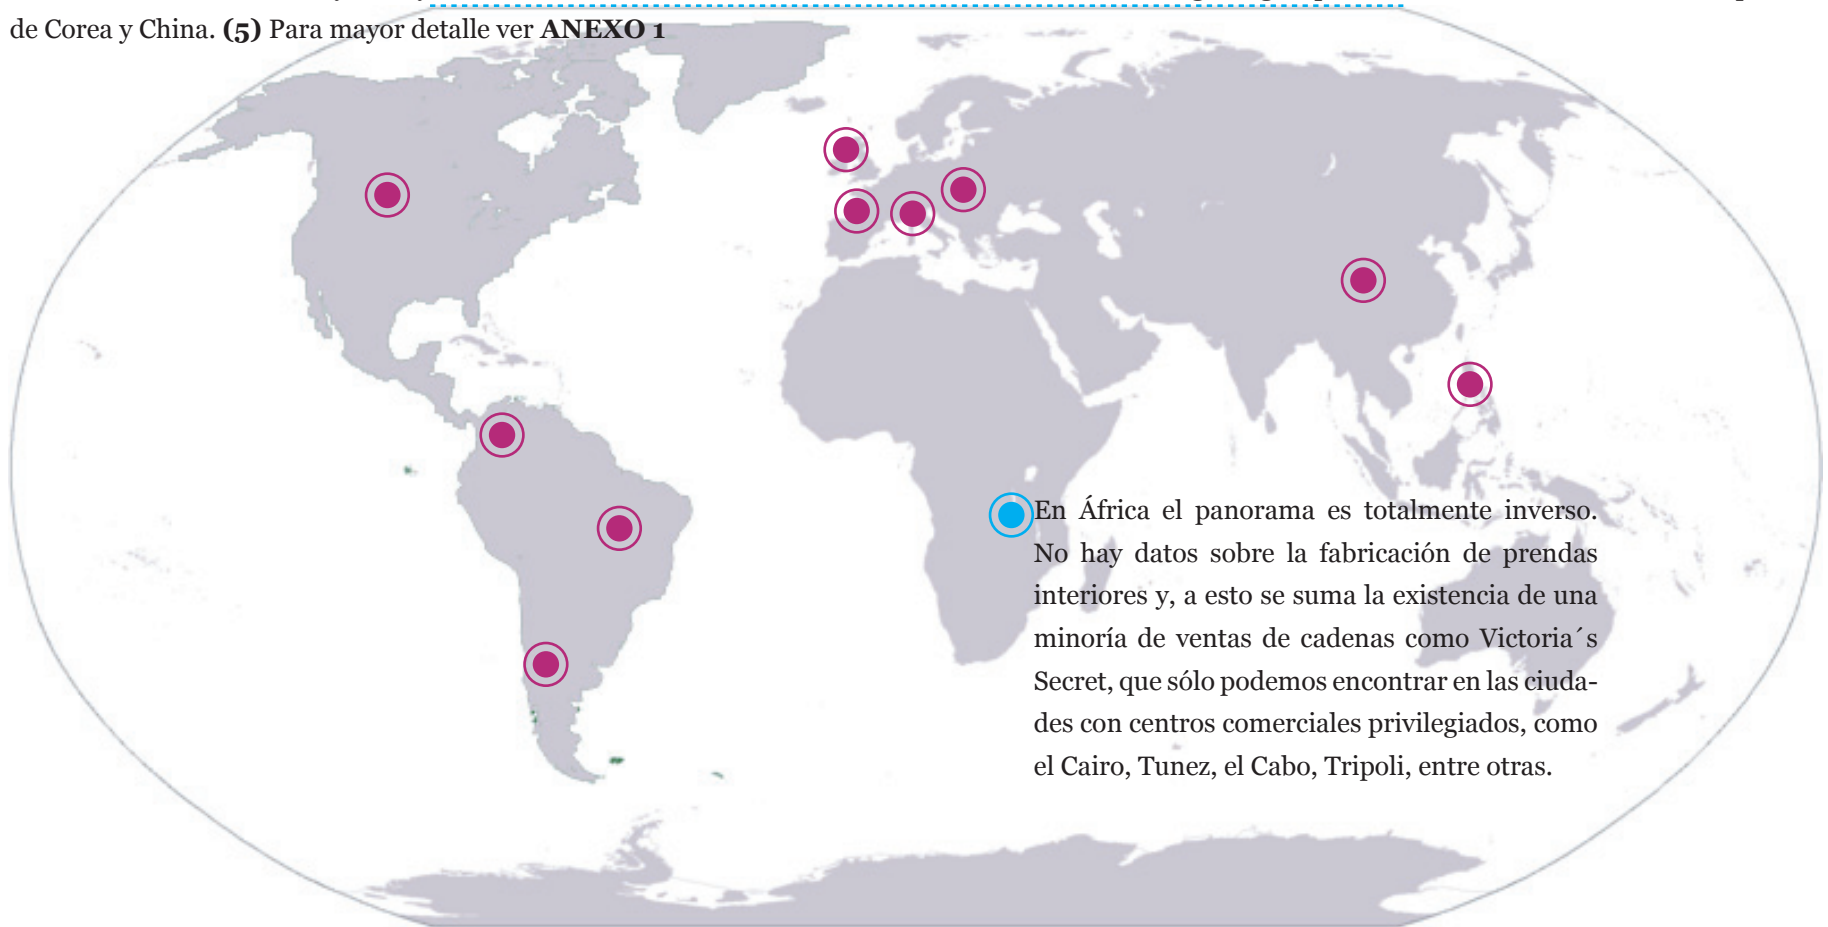 de Corea y China. (5) Para mayor detalle ver ANEXO 1
En África el panorama es totalmente inverso.
No hay datos sobre la fabricación de prendas
interiores y, a esto se suma la existencia de una
minoría de ventas de cadenas como Victoria´s
Secret, que sólo podemos encontrar en las ciuda-
des con centros comerciales privilegiados, como
el Cairo, Tunez, el Cabo, Tripoli, entre otras.